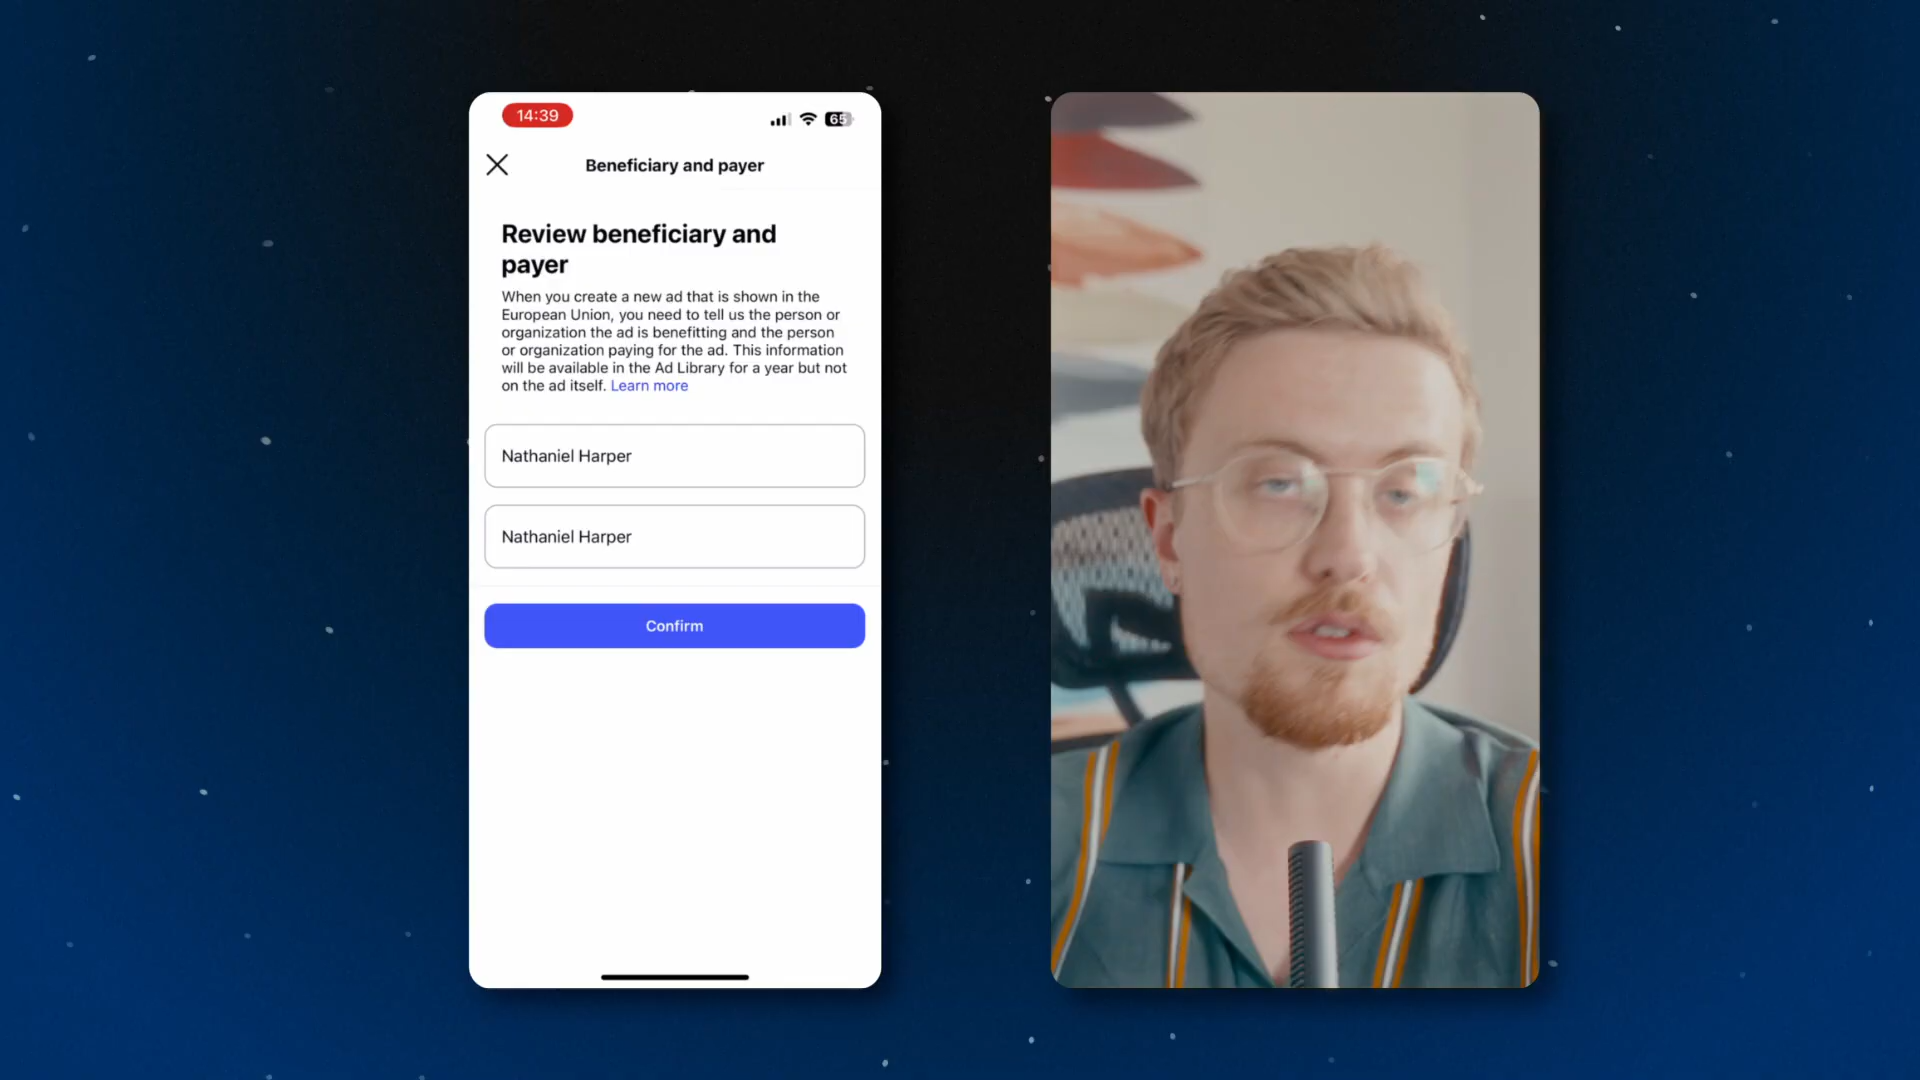 14:39
65
Beneficiary and payer
Review beneficiary and
payer
When you create a new ad that is shown in the
European Union, you need to tell us the person or
organization the ad is benefitting and the person
or organization paying for the ad. This information
will be available in the Ad Library for a year but not
on the ad itself. Learn more
Nathaniel Harper
Nathaniel Harper
Confirm